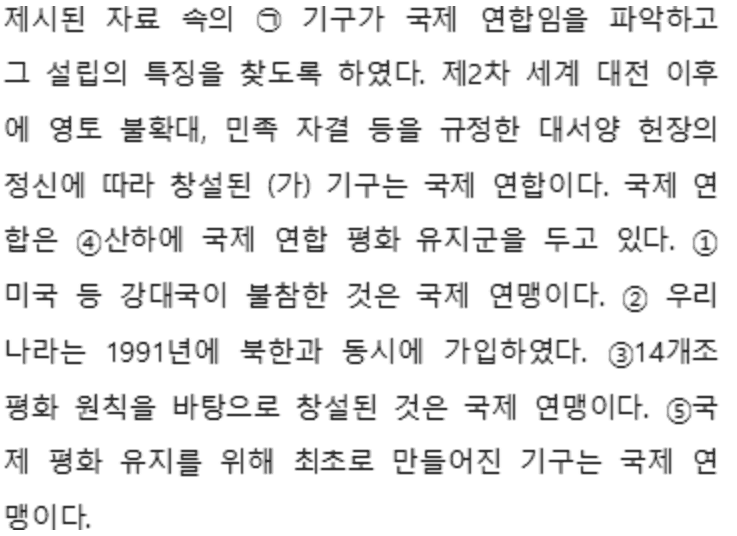 제시된 자료 속의 ㉠ 기구가 국제 연합임을 파악하고
그 설립의 특징을 찾도록 하였다. 제2차 세계 대전 이후
에 영토 불확대, 민족 자결 등을 규정한 대서양 헌장의
정신에 따라 창설된 (가) 기구는 국제 연합이다. 국제 연
합은 ④산하에 국제 연합 평화 유지군을 두고 있다. ①
미국 등 강대국이 불참한 것은 국제 연맹이다. ② 우리
나라는 1991년에 북한과 동시에 가입하였다. ③14개조
평화 원칙을 바탕으로 창설된 것은 국제 연맹이다. ⑤국
제 평화 유지를 위해 최초로 만들어진 기구는 국제 연
맹이다.